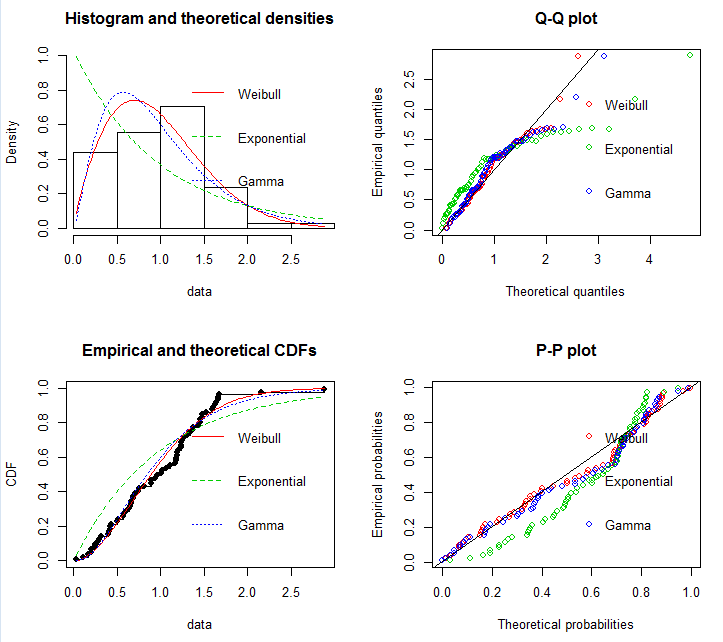 Histogram and theoretical densities
Density
0.0 0.2 0.4 0.6 0.8 1.0
Weibull
Exponential
Gamma
0.0 0.5 1.0 1.5 2.0 2.5
data
Q-Q plot
Empirical quantiles
0.0 0.5 1.0 1.5 2.0 2.5
Weibull
Exponential
Gamma
0 1 2 3 4
Theoretical quantiles
Empirical and theoretical CDFs
CDF
0.0 0.2 0.4 0.6 0.8 1.0
Weibull
Exponential
Gamma
0.0 0.5 1.0 1.5 2.0 2.5
data
P-P plot
Empirical probabilities
0.0 0.2 0.4 0.6 0.8 1.0
Weibull
Exponential
Gamma
0.0 0.2 0.4 0.6 0.8 1.0
Theoretical probabilities